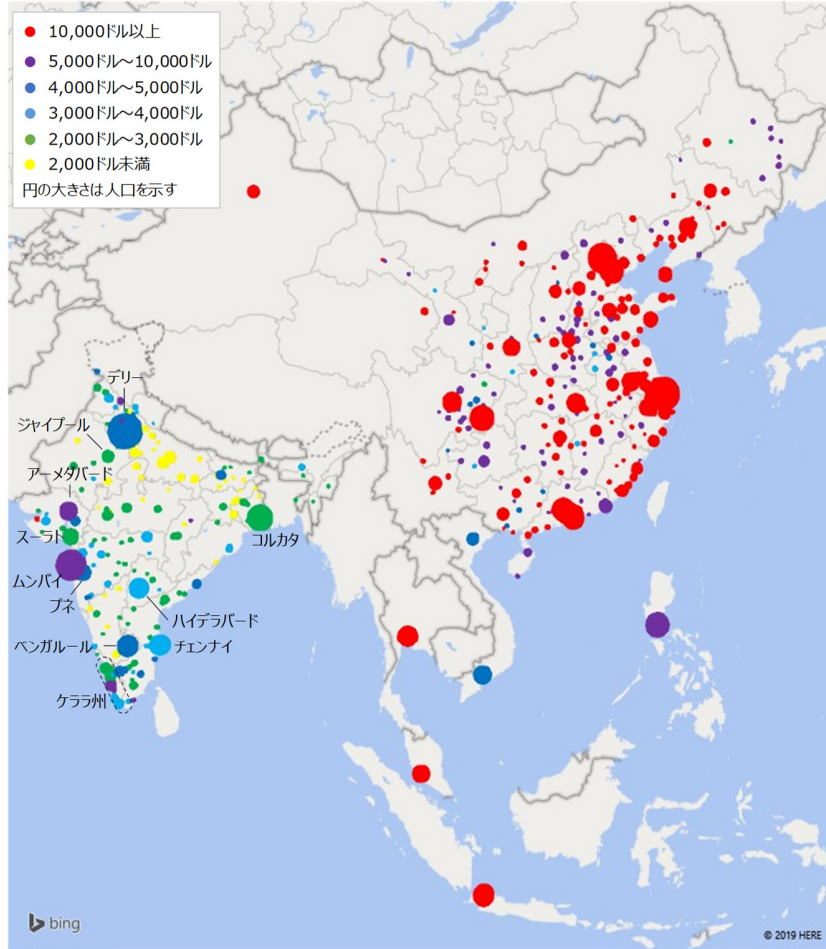 10,000ドル以上
5,000ドル～10,000ドル
4,000ドル～5,000ドル
3,000ドル～4,000ドル
2,000ドル～3,000ドル
2,000ドル未満
円の大きさは人口を示す
デリー
ジャイプール
アーメダバード
スーラト
コルカタ
ムンバイ
プネ
ハイデラバード
ベンガルール
チェンナイ
ケララ州
bing
© 2019 HERE